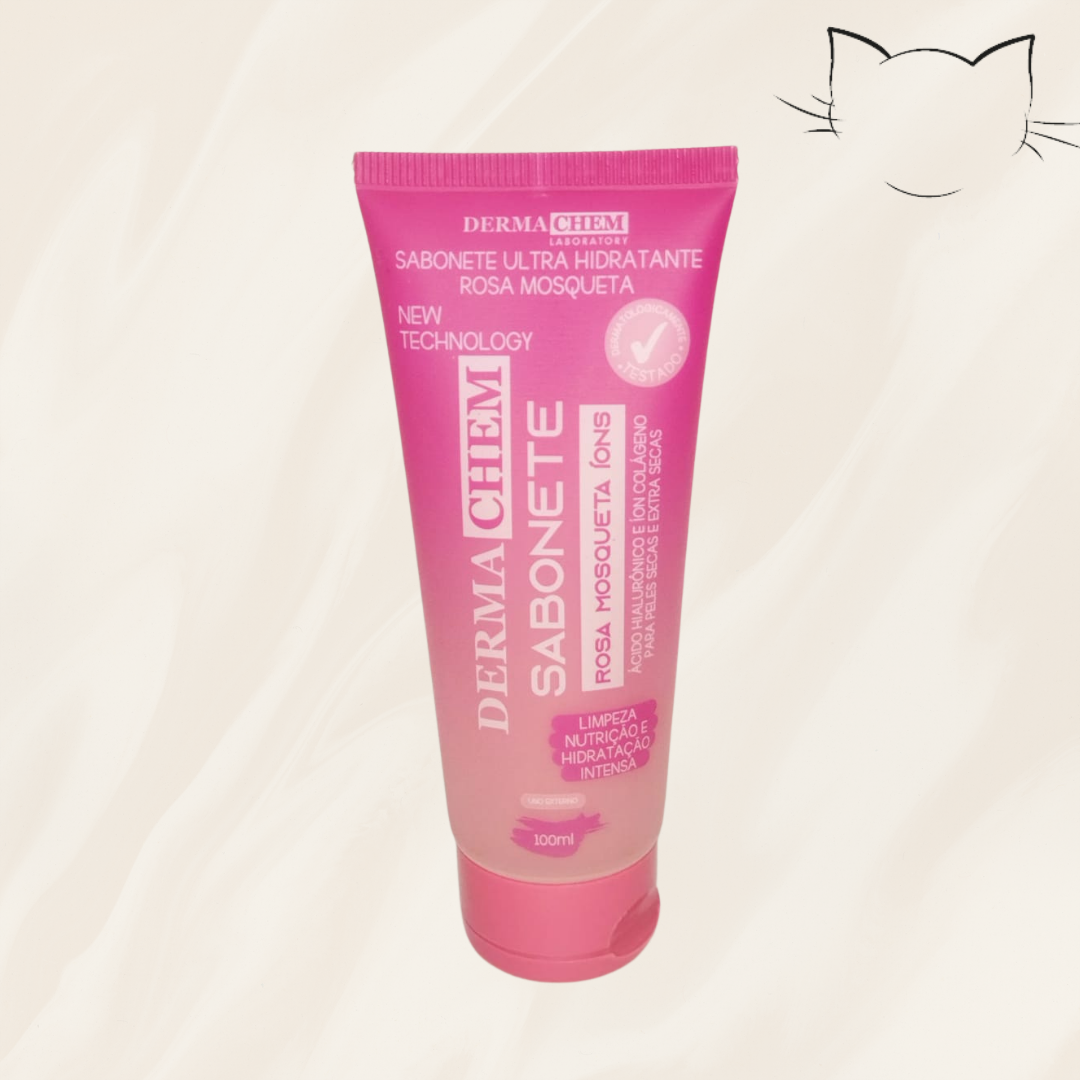 DERMA CHEM
LABORATORY
SABONETE ULTRA HIDRATANTE
ROSA MOSQUETA
NEW
TECHNOLOGY
DERMATOLOGICAMENTE
TESTADO
DERMA CHEM
SABONETE
ROSA MOSQUETA ÍONS
ÁCIDO HIALURÔNICO E ÍON COLÁGENO
PARA PELES SECAS E EXTRA SECAS
LIMPEZA
NUTRIÇÃO E
HIDRATAÇÃO
INTENSA
USO EXTERNO
100ml